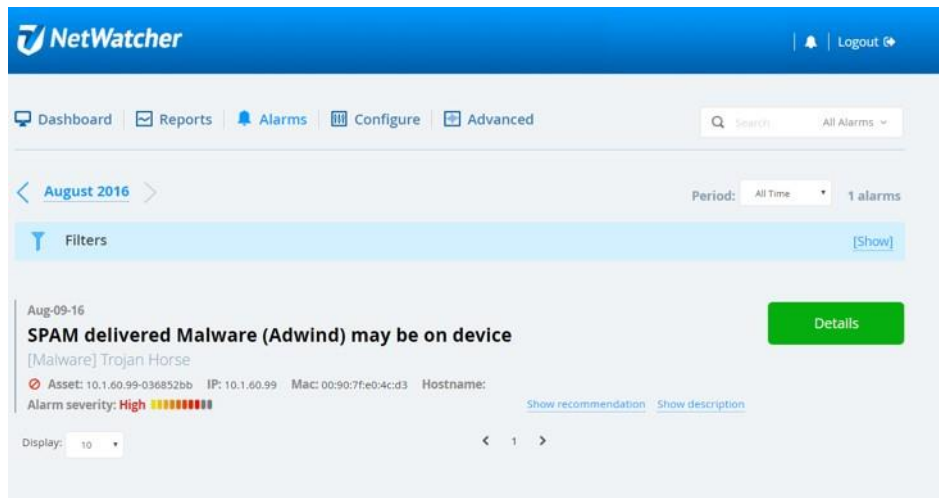 NetWatcher
Logout
Dashboard Reports Alarms Configure Advanced
Search All Alarms
August 2016
Period: All Time 1 alarms
Filters [Show]
Aug-09-16
SPAM delivered Malware (Adwind) may be on device
Details
[Malware] Trojan Horse
Asset: 10.1.60.99-036852bb IP: 10.1.60.99 Mac: 00:90:7f:e0:4c:d3 Hostname:
Alarm severity: High
Show recommendation Show description
Display: 10 1